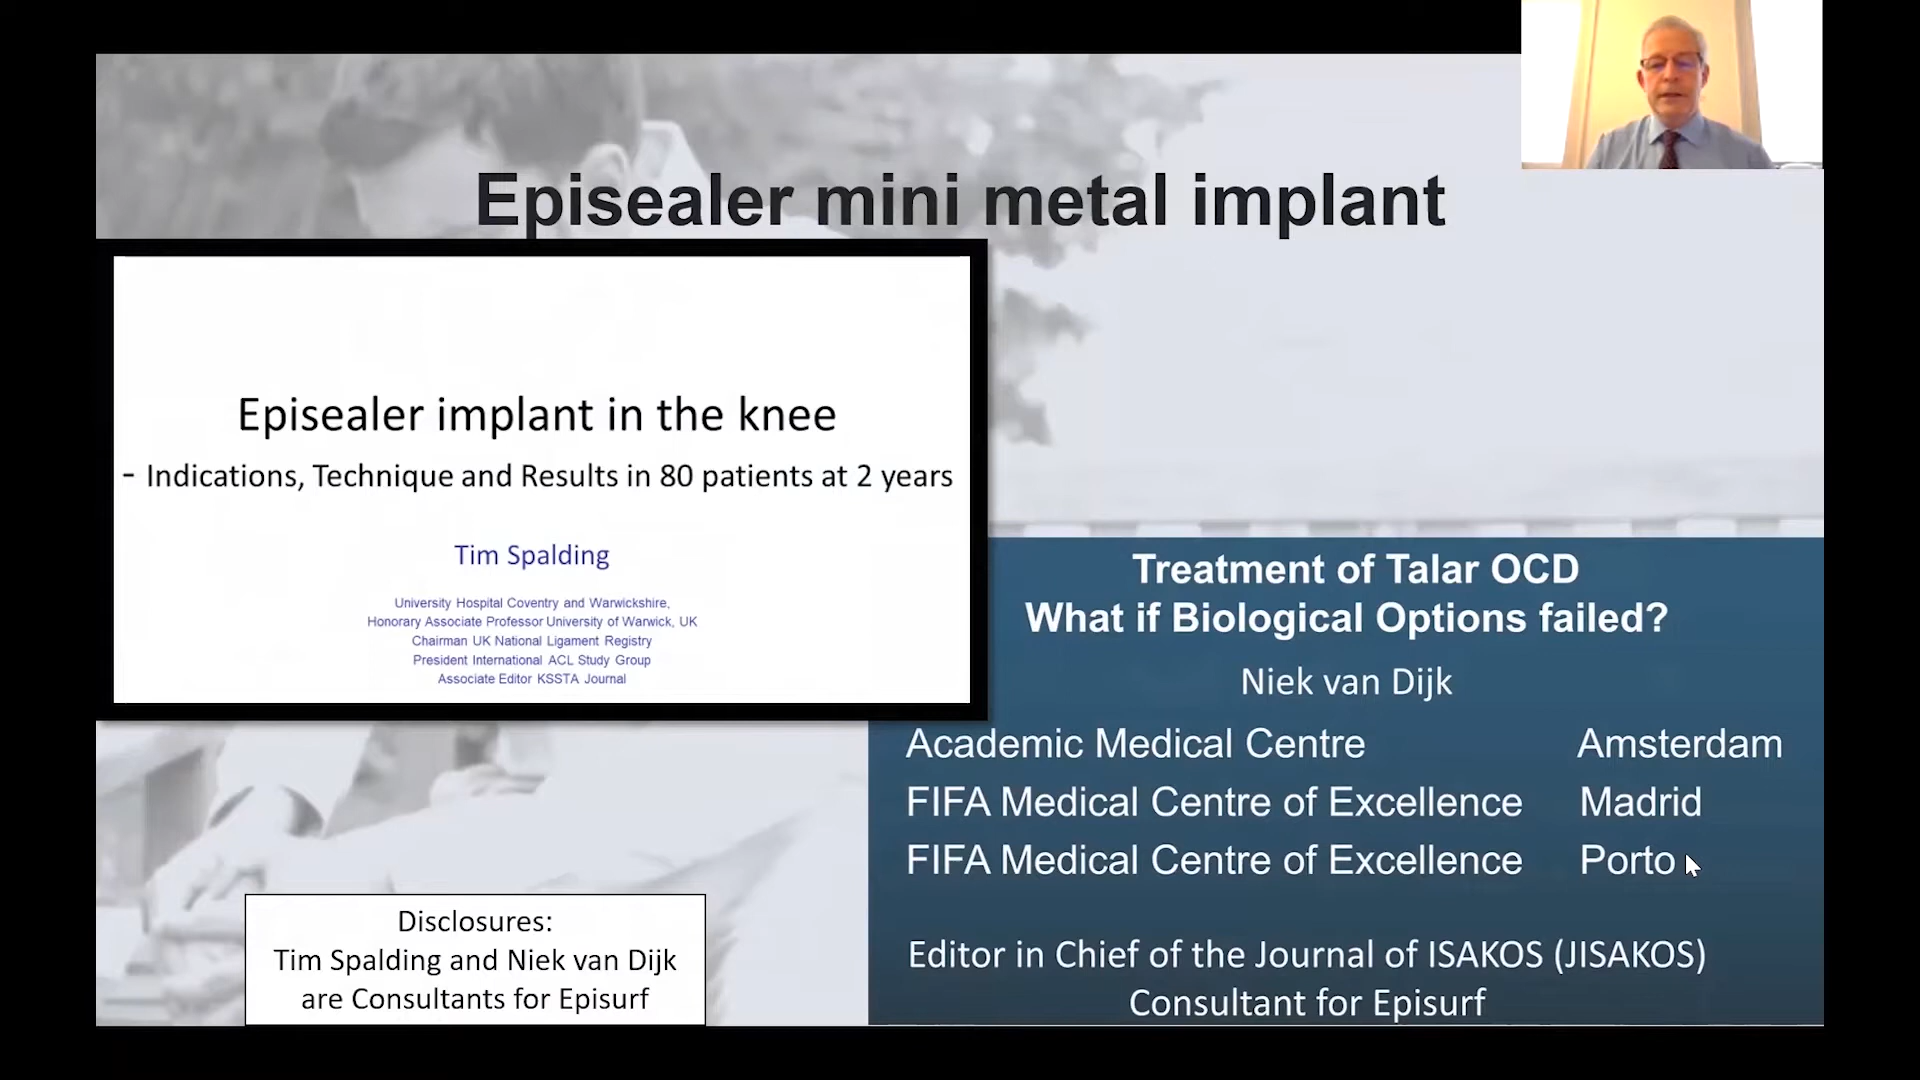 Episealer mini metal implant
Episealer implant in the knee
- Indications, Technique and Results in 80 patients at 2 years
Tim Spalding
University Hospital Coventry and Warwickshire,
Honorary Associate Professor University of Warwick, UK
Chairman UK National Ligament Registry
President International ACL Study Group
Associate Editor KSSTA Journal
Treatment of Talar OCD
What if Biological Options failed?
Niek van Dijk
Academic Medical Centre Amsterdam
FIFA Medical Centre of Excellence Madrid
FIFA Medical Centre of Excellence Porto
Editor in Chief of the Journal of ISAKOS (JISAKOS)
Consultant for Episurf
Disclosures:
Tim Spalding and Niek van Dijk
are Consultants for Episurf